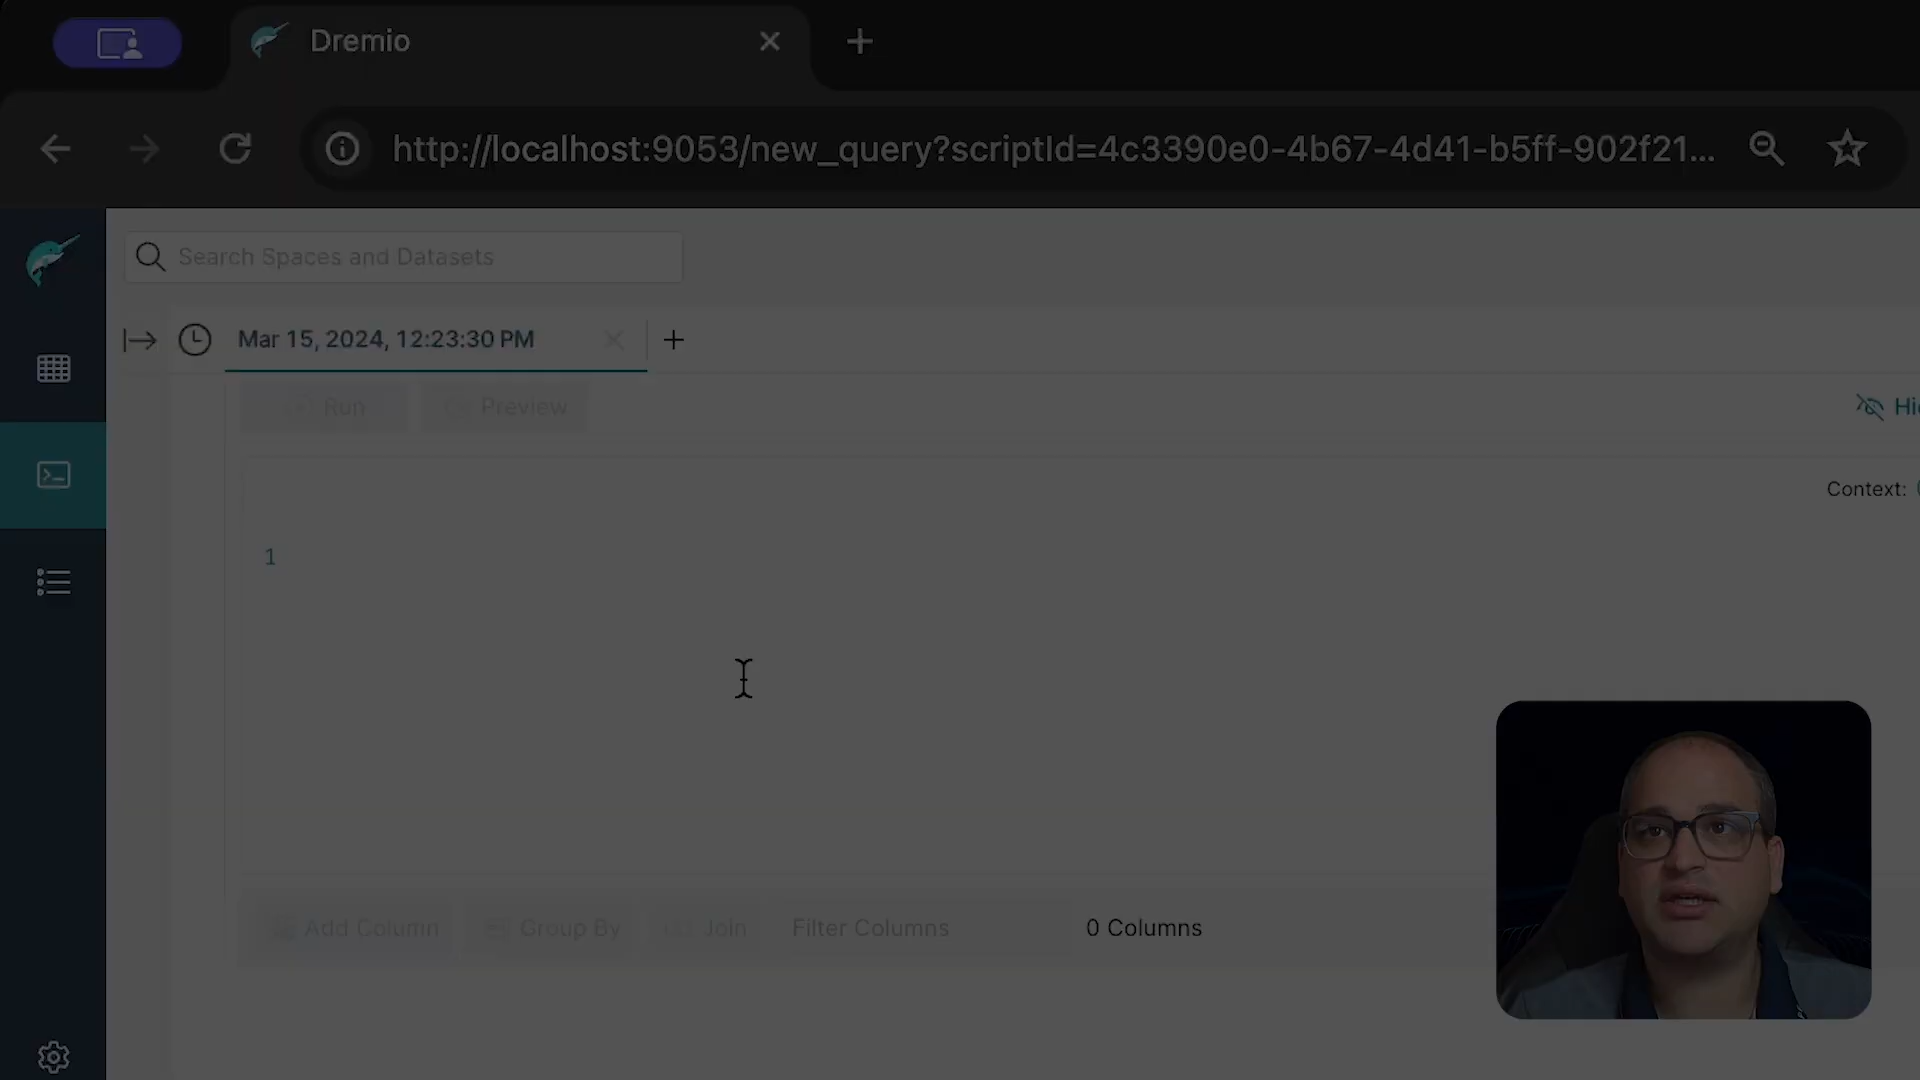 Dremio
http://localhost:9053/new_query?scriptId=4c3390e0-4b67-4d41-b5ff-902f21...
Search Spaces and Datasets
Mar 15, 2024, 12:23:30 PM
Run Preview
Context:
1
Add Column Group By Join Filter Columns 0 Columns